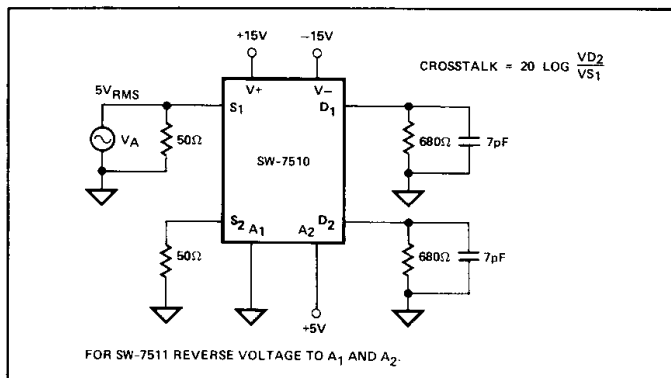 +15V
−15V
CROSSTALK = 20 LOG VD2
VS1
5VRMS
V+
V−
S1
D1
VA
50Ω
SW-7510
680Ω
7pF
S2
A1
A2
D2
50Ω
680Ω
7pF
+5V
FOR SW-7511 REVERSE VOLTAGE TO A1 AND A2.